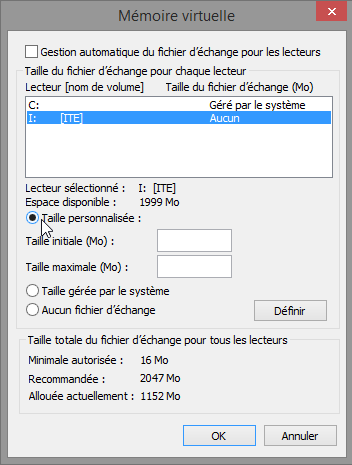 Mémoire virtuelle
Gestion automatique du fichier d'échange pour les lecteurs
Taille du fichier d'échange pour chaque lecteur
Lecteur [nom de volume] Taille du fichier d'échange (Mo)
C: Géré par le système
I: [ITE] Aucun
Lecteur sélectionné : I: [ITE]
Espace disponible : 1999 Mo
Taille personnalisée :
Taille initiale (Mo) :
Taille maximale (Mo) :
Taille gérée par le système
Aucun fichier d'échange Définir
Taille totale du fichier d'échange pour tous les lecteurs
Minimale autorisée : 16 Mo
Recommandée : 2047 Mo
Allouée actuellement : 1152 Mo
OK Annuler